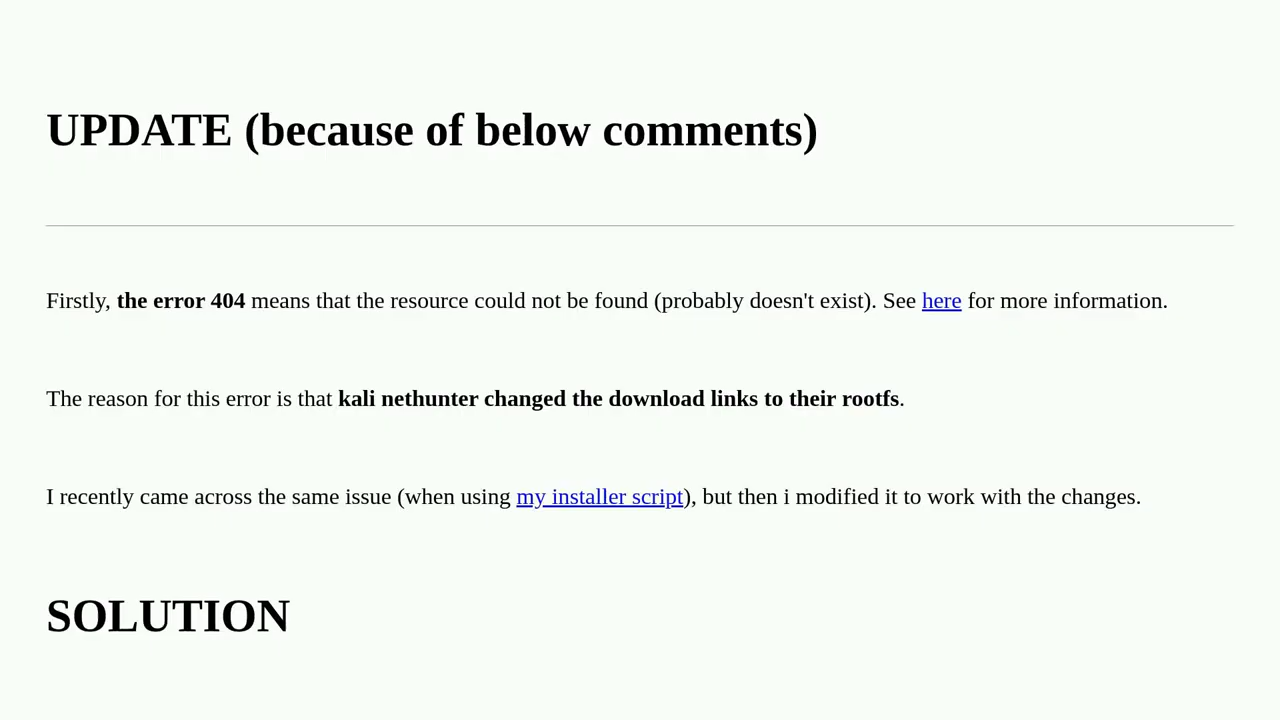 UPDATE (because of below comments)
Firstly, the error 404 means that the resource could not be found (probably doesn't exist). See here for more information.
The reason for this error is that kali nethunter changed the download links to their rootfs.
I recently came across the same issue (when using my installer script), but then i modified it to work with the changes.
SOLUTION